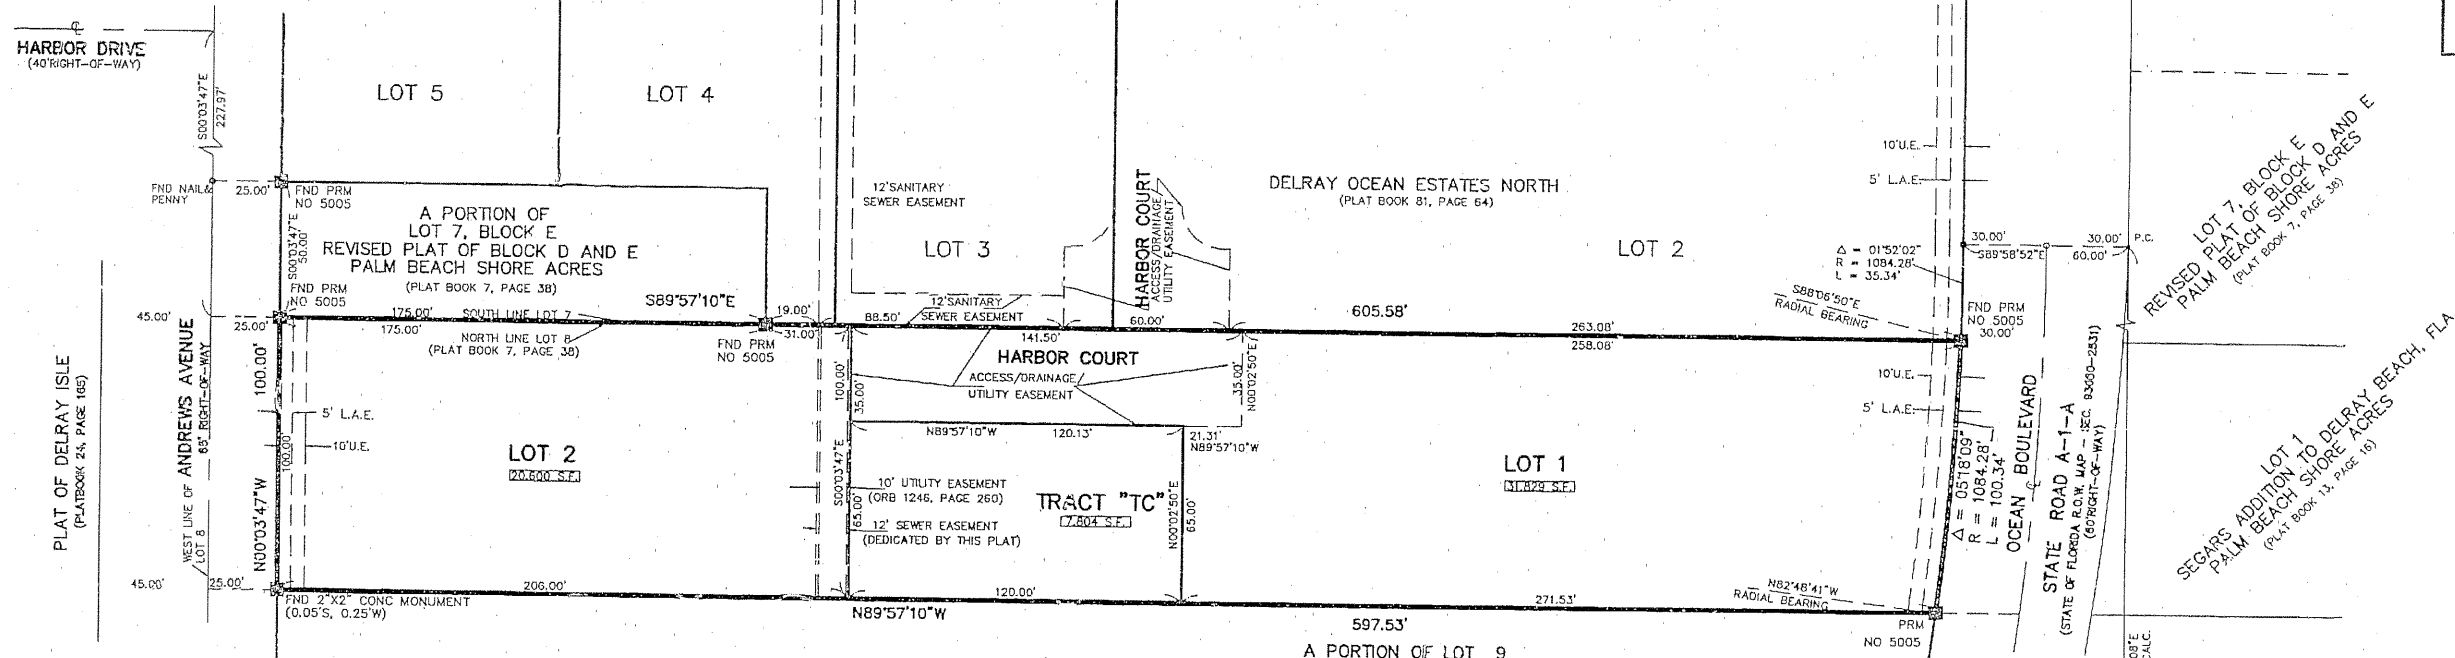 HARBOR DRIVE
(40'RIGHT-OF-WAY)
S00°03'47"E
227.97'
LOT 5
LOT 4
FND NAIL&
PENNY
25.00'
FND PRM
NO 5005
S00°03'47"E
50.00'
A PORTION OF
LOT 7, BLOCK E
REVISED PLAT OF BLOCK D AND E
PALM BEACH SHORE ACRES
(PLAT BOOK 7, PAGE 38)
FND PRM
NO 5005
45.00'
25.00'
S89°57'10"E
175.00'
SOUTH LINE LOT 7
175.00'
NORTH LINE LOT 8
(PLAT BOOK 7, PAGE 38)
19.00'
31.00'
FND PRM
NO 5005
12'SANITARY
SEWER EASEMENT
LOT 3
12'SANITARY
SEWER EASEMENT
88.50'
60.00'
141.50'
HARBOR COURT
ACCESS/DRAINAGE/
UTILITY EASEMENT
DELRAY OCEAN ESTATES NORTH
(PLAT BOOK 81, PAGE 64)
LOT 2
605.58'
263.08'
258.08'
10'U.E.
5' L.A.E.
Δ = 01°52'02"
R = 1084.28'
L = 35.34'
S88°06'50"E
RADIAL BEARING
30.00'
30.00'
P.C.
S89°58'52"E
60.00'
FND PRM
NO 5005
30.00'
LOT 7, BLOCK E
REVISED PLAT OF BLOCK D AND E
PALM BEACH SHORE ACRES
(PLAT BOOK 7, PAGE 38)
PLAT OF DELRAY ISLE
(PLATBOOK 24, PAGE 165)
WEST LINE OF
LOT 8
ANDREWS AVENUE
RIGHT-OF-WAY
100.00'
100.00
N00°03'47"W
5' L.A.E.
10'U.E.
LOT 2
20.600 S.F.
HARBOR COURT
ACCESS/DRAINAGE/
UTILITY EASEMENT
100.00'
35.00'
S00°03'47"E
65.00'
35.00'
N00°02'50"E
N89°57'10"W
120.13'
21.31'
N89°57'10"W
10' UTILITY EASEMENT
(ORB 1246, PAGE 260)
12' SEWER EASEMENT
(DEDICATED BY THIS PLAT)
TRACT "TC"
7.804 S.F.
N00°02'50"E
65.00'
LOT 1
31.829 S.F.
10'U.E.
5' L.A.E.
Δ = 05°18'09"
R = 1084.28'
L = 100.34'
OCEAN BOULEVARD
STATE ROAD A-1-A
(STATE OF FLORIDA R.O.W. MAP - SEC. 93060-2531)
(60'RIGHT-OF-WAY)
LOT 1
SEGARS ADDITION TO DELRAY BEACH, FLA
PALM BEACH SHORE ACRES
(PLAT BOOK 13, PAGE 16)
45.00'
25.00'
FND 2"X2" CONC MONUMENT
(0.05'S, 0.25'W)
206.00'
N89°57'10"W
120.00'
271.53'
597.53'
N82°48'41"W
RADIAL BEARING
PRM
NO 5005
A PORTION OF LOT 9
08"E
CALC.